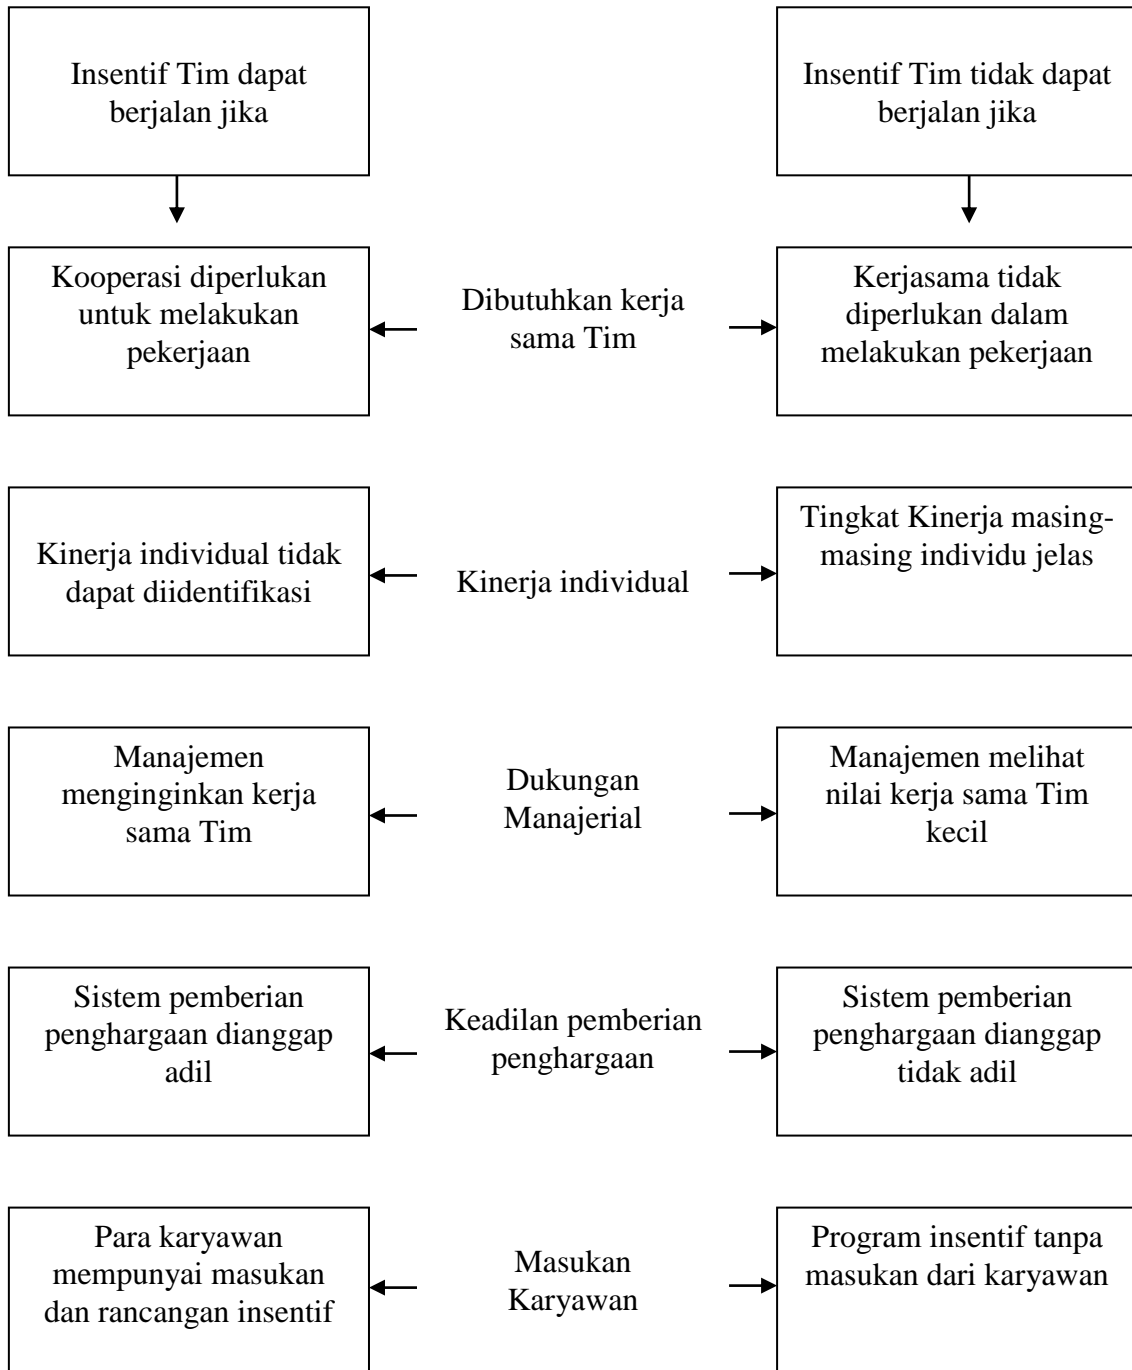 Insentif Tim dapat
berjalan jika
Insentif Tim tidak dapat
berjalan jika
Kooperasi diperlukan
untuk melakukan
pekerjaan
Dibutuhkan kerja
sama Tim
Kerjasama tidak
diperlukan dalam
melakukan pekerjaan
Kinerja individual tidak
dapat diidentifikasi
Kinerja individual
Tingkat Kinerja masing-
masing individu jelas
Manajemen
menginginkan kerja
sama Tim
Dukungan
Manajerial
Manajemen melihat
nilai kerja sama Tim
kecil
Sistem pemberian
penghargaan dianggap
adil
Keadilan pemberian
penghargaan
Sistem pemberian
penghargaan dianggap
tidak adil
Para karyawan
mempunyai masukan
dan rancangan insentif
Masukan
Karyawan
Program insentif tanpa
masukan dari karyawan